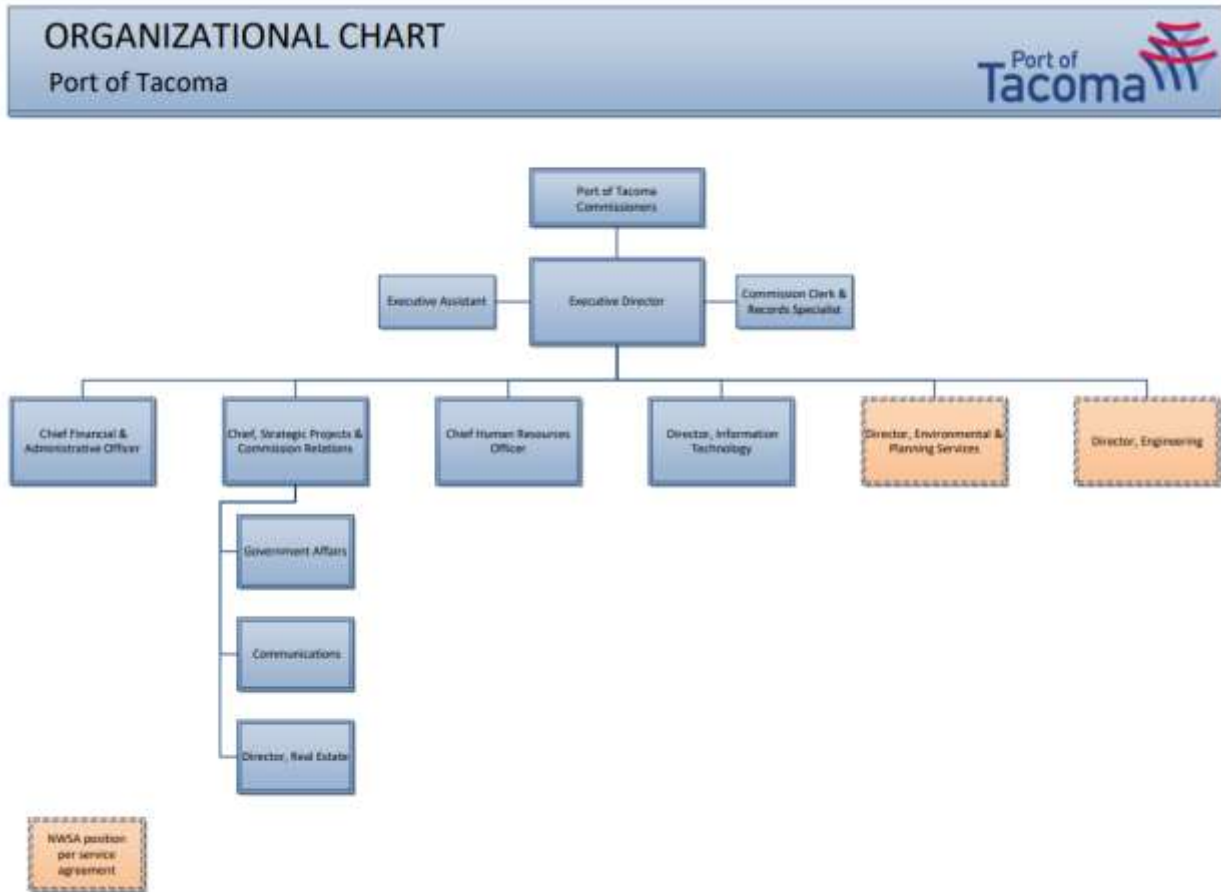 ORGANIZATIONAL CHART
Port of Tacoma
Port of
Tacoma
Port of Tacoma
Commissioners
Executive Assistant
Executive Director
Commission Clerk &
Records Specialist
Chief Financial &
Administrative Officer
Chief, Strategic Projects &
Commission Relations
Chief Human Resources
Officer
Director, Information
Technology
Director, Environmental &
Planning Services
Director, Engineering
Government Affairs
Communications
Director, Real Estate
NWSA position
per service
agreement